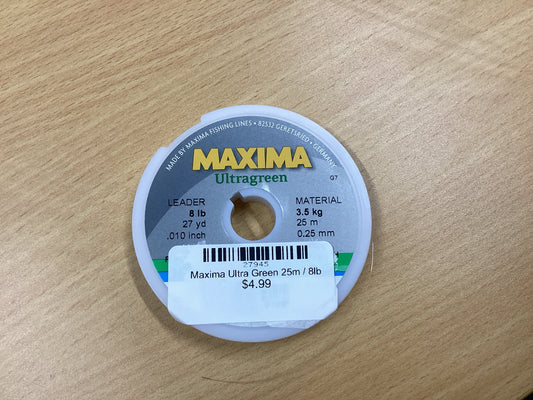 MADE BY MAXIMA FISHING LINES • 82532 GERETSRIED • GERMANY
MAXIMA
Ultragreen
G7
LEADER MATERIAL
8 lb 3.5 kg
27 yd 25 m
.010 inch 0.25 mm
27945
Maxima Ultra Green 25m / 8lb
$4.99